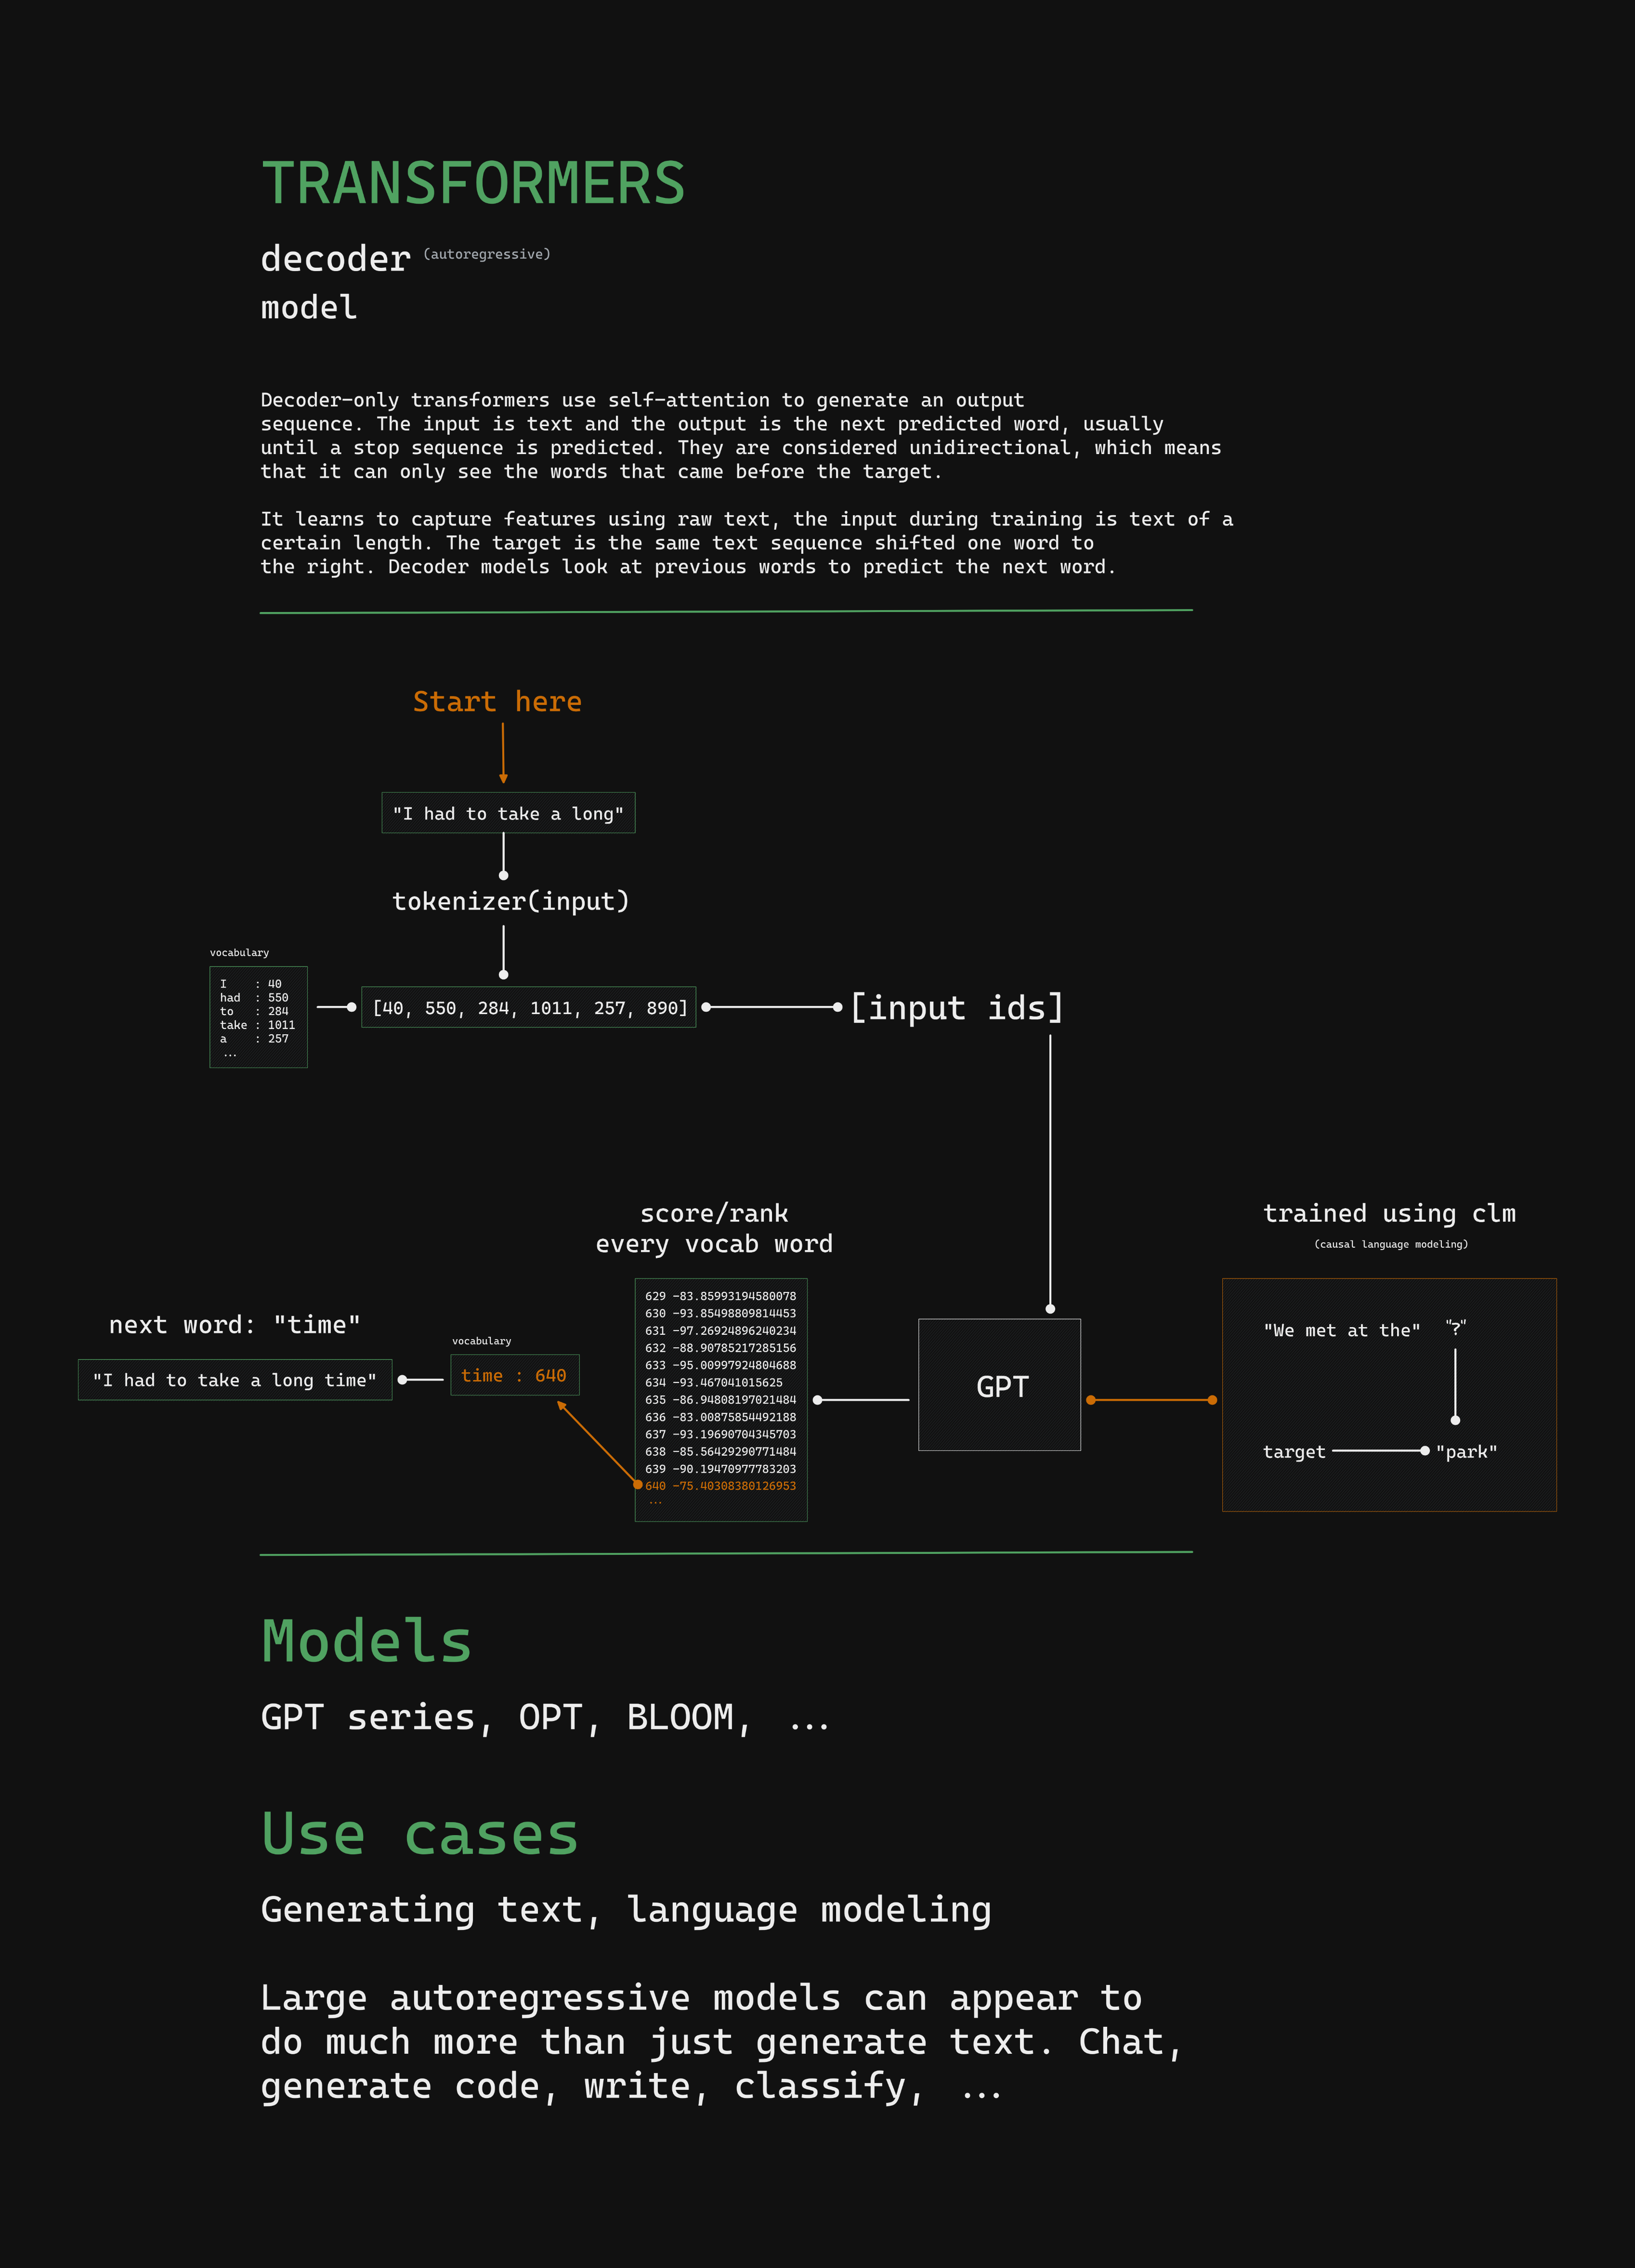 TRANSFORMERS
decoder (autoregressive)
model
Decoder-only transformers use self-attention to generate an output
sequence. The input is text and the output is the next predicted word, usually
until a stop sequence is predicted. They are considered unidirectional, which means
that it can only see the words that came before the target.
It learns to capture features using raw text, the input during training is text of a
certain length. The target is the same text sequence shifted one word to
the right. Decoder models look at previous words to predict the next word.
Start here
"I had to take a long"
tokenizer(input)
vocabulary
I : 40
had : 550
to : 284
take : 1011
a : 257
...
[40, 550, 284, 1011, 257, 890]
[input ids]
score/rank
every vocab word
629 -83.85993194580078
630 -93.85498809814453
631 -97.26924896240234
632 -88.90785217285156
633 -95.00997924804688
634 -93.467041015625
635 -86.94808197021484
636 -83.00875854492188
637 -93.19690704345703
638 -85.56429290771484
639 -90.19470977783203
640 -75.40308380126953
...
GPT
trained using clm
(causal language modeling)
"We met at the" "?"
target "park"
vocabulary
time : 640
next word: "time"
"I had to take a long time"
Models
GPT series, OPT, BLOOM, ...
Use cases
Generating text, language modeling
Large autoregressive models can appear to
do much more than just generate text. Chat,
generate code, write, classify, ...